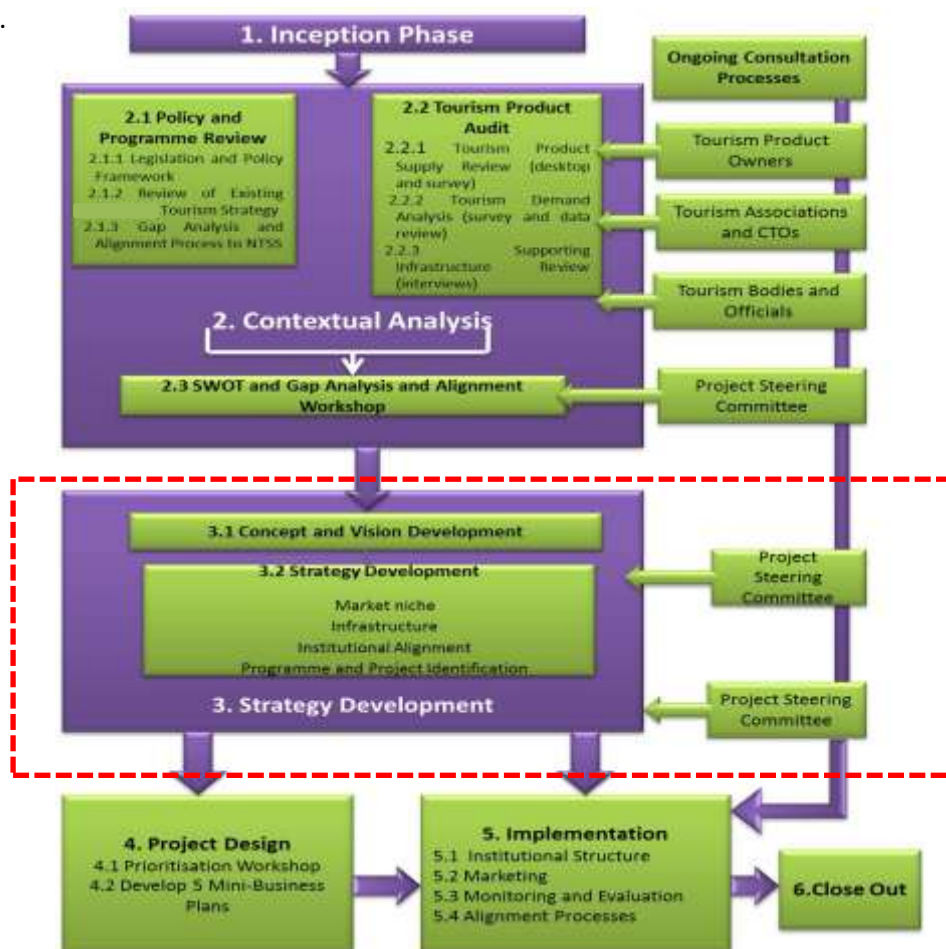 .
1. Inception Phase
Ongoing Consultation
Processes
2.1 Policy and
Programme Review
2.1.1 Legislation and Policy
Framework
2.1.2 Review of Existing
Tourism Strategy
2.1.3 Gap Analysis and
Alignment Process to NTSS
2.2 Tourism Product
Audit
2.2.1 Tourism Product
Supply Review (desktop
and survey)
2.2.2 Tourism Demand
Analysis (survey and data
review)
2.2.3 Supporting
Infrastructure Review
(interviews)
Tourism Product
Owners
Tourism Associations
and CTOs
Tourism Bodies and
Officials
2. Contextual Analysis
2.3 SWOT and Gap Analysis and Alignment
Workshop
Project Steering
Committee
3.1 Concept and Vision Development
3.2 Strategy Development
Market niche
Infrastructure
Institutional Alignment
Programme and Project Identification
Project
Steering
Committee
3. Strategy Development
Project Steering
Committee
4. Project Design
4.1 Prioritisation Workshop
4.2 Develop 5 Mini-Business
Plans
5. Implementation
5.1 Institutional Structure
5.2 Marketing
5.3 Monitoring and Evaluation
5.4 Alignment Processes
6.Close Out